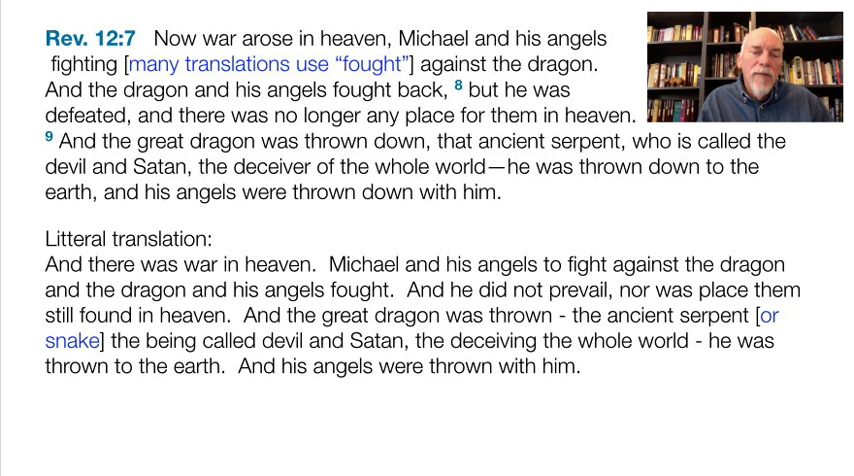 Rev. 12:7 Now war arose in heaven, Michael and his angels
fighting [many translations use “fought”] against the dragon.
And the dragon and his angels fought back, 8 but he was
defeated, and there was no longer any place for them in heaven.
9 And the great dragon was thrown down, that ancient serpent, who is called the
devil and Satan, the deceiver of the whole world—he was thrown down to the
earth, and his angels were thrown down with him.
Litteral translation:
And there was war in heaven. Michael and his angels to fight against the dragon
and the dragon and his angels fought. And he did not prevail, nor was place them
still found in heaven. And the great dragon was thrown - the ancient serpent [or
snake] the being called devil and Satan, the deceiving the whole world - he was
thrown to the earth. And his angels were thrown with him.